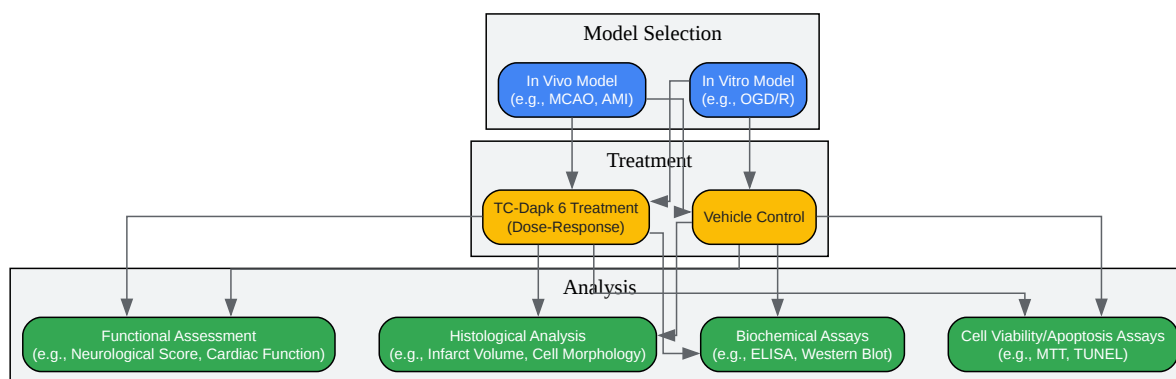 Model Selection
In Vivo Model
(e.g., MCAO, AMI)
In Vitro Model
(e.g., OGD/R)
Treatment
TC-Dapk 6 Treatment
(Dose-Response)
Vehicle Control
Analysis
Functional Assessment
(e.g., Neurological Score, Cardiac Function)
Histological Analysis
(e.g., Infarct Volume, Cell Morphology)
Biochemical Assays
(e.g., ELISA, Western Blot)
Cell Viability/Apoptosis Assays
(e.g., MTT, TUNEL)